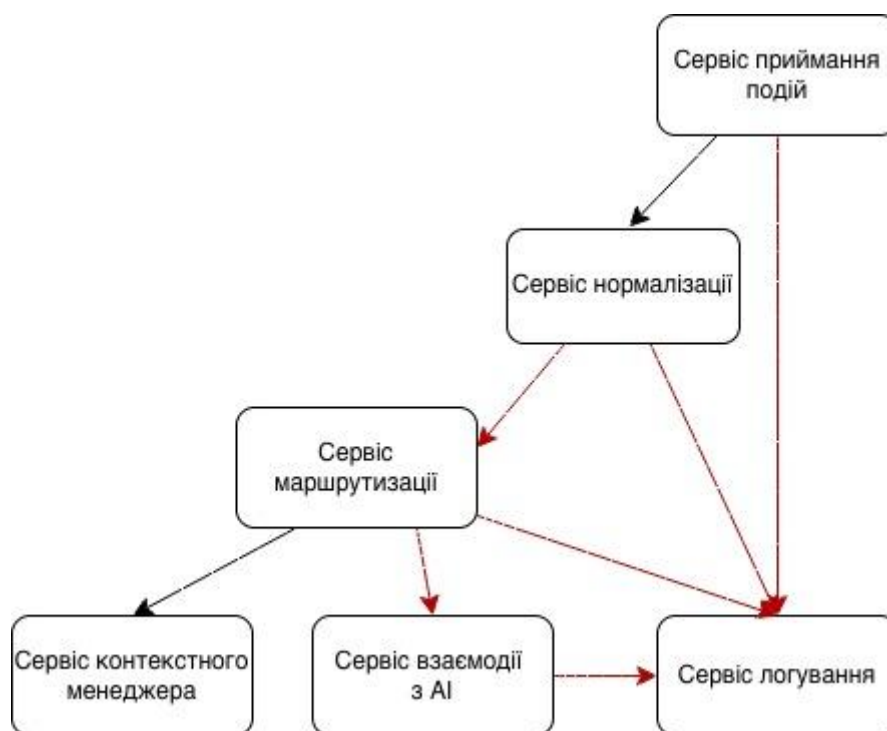 Сервіс приймання
подій
Сервіс нормалізації
Сервіс
маршрутизації
Сервіс контекстного
менеджера
Сервіс взаємодії
з AI
Сервіс логування